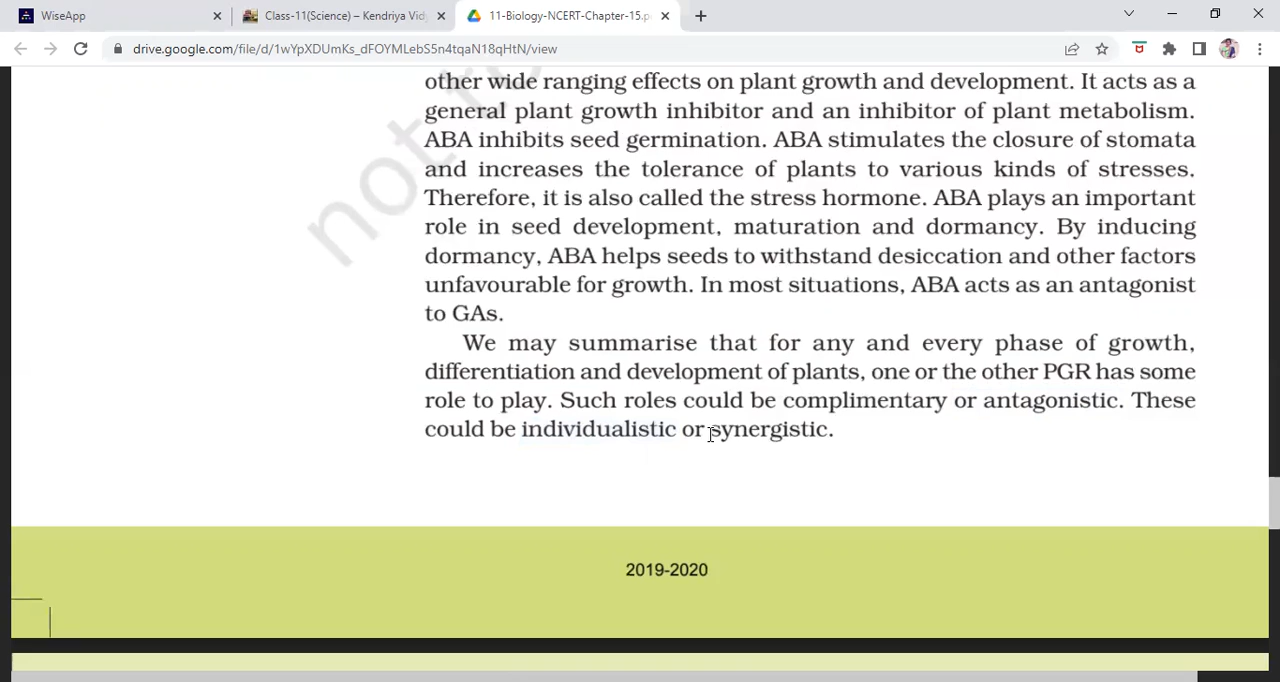 WiseApp
Class-11(Science) – Kendriya Vid
11-Biology-NCERT-Chapter-15.p
drive.google.com/file/d/1wYpXDUmKs_dFOYMLebS5n4tqaN18qHtN/view
other wide ranging effects on plant growth and development. It acts as a
general plant growth inhibitor and an inhibitor of plant metabolism.
ABA inhibits seed germination. ABA stimulates the closure of stomata
and increases the tolerance of plants to various kinds of stresses.
Therefore, it is also called the stress hormone. ABA plays an important
role in seed development, maturation and dormancy. By inducing
dormancy, ABA helps seeds to withstand desiccation and other factors
unfavourable for growth. In most situations, ABA acts as an antagonist
to GAs.
We may summarise that for any and every phase of growth,
differentiation and development of plants, one or the other PGR has some
role to play. Such roles could be complimentary or antagonistic. These
could be individualistic or synergistic.
not
2019-2020